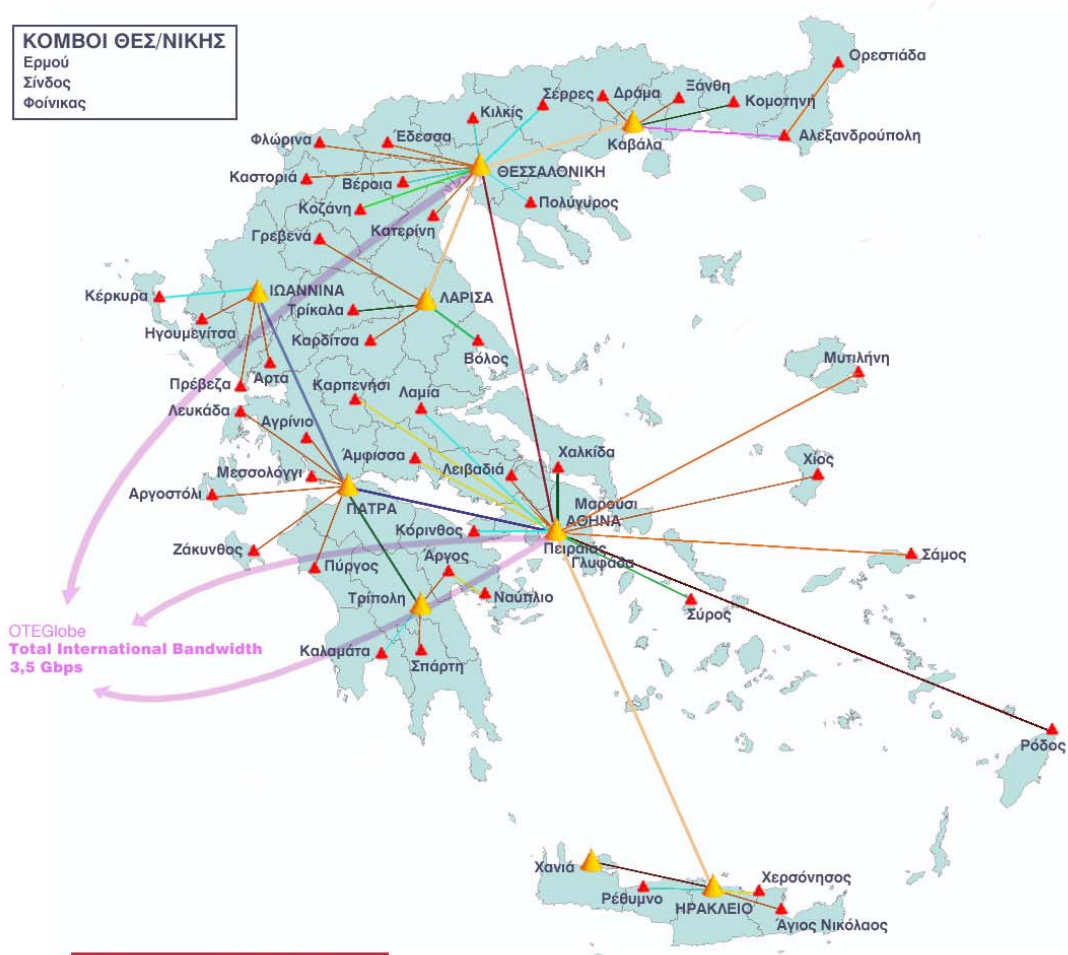 ΚΟΜΒΟΙ ΘΕΣ/ΝΙΚΗΣ
Ερμού
Σίνδος
Φοίνικας
Ορεστιάδα
Σέρρες
Δράμα
Ξάνθη
Κομοτηνή
Κιλκίς
Αλεξανδρούπολη
Φλώρινα
Έδεσσα
Καβάλα
ΘΕΣΣΑΛΟΝΙΚΗ
Καστοριά
Βέροια
Πολύγυρος
Κοζάνη
Κατερίνη
Γρεβενά
Κέρκυρα
ΙΩΑΝΝΙΝΑ
ΛΑΡΙΣΑ
Τρίκαλα
Ηγουμενίτσα
Καρδίτσα
Βόλος
Μυτιλήνη
Πρέβεζα
Άρτα
Καρπενήσι
Λαμία
Λευκάδα
Αγρίνιο
Άμφισσα
Χαλκίδα
Χίος
Μεσσολόγγι
Λειβαδιά
Αργοστόλι
Μαρούσι
ΠΑΤΡΑ
ΑΘΗΝΑ
Κόρινθος
Πειραιάς
Γλυφάδα
Ζάκυνθος
Άργος
Σάμος
Πύργος
Τρίπολη
Ναύπλιο
Σύρος
OTEGlobe
Total International Bandwidth
3,5 Gbps
Καλαμάτα
Σπάρτη
Ρόδος
Χανιά
Χερσόνησος
Ρέθυμνο
ΗΡΑΚΛΕΙΟ
Άγιος Νικόλαος